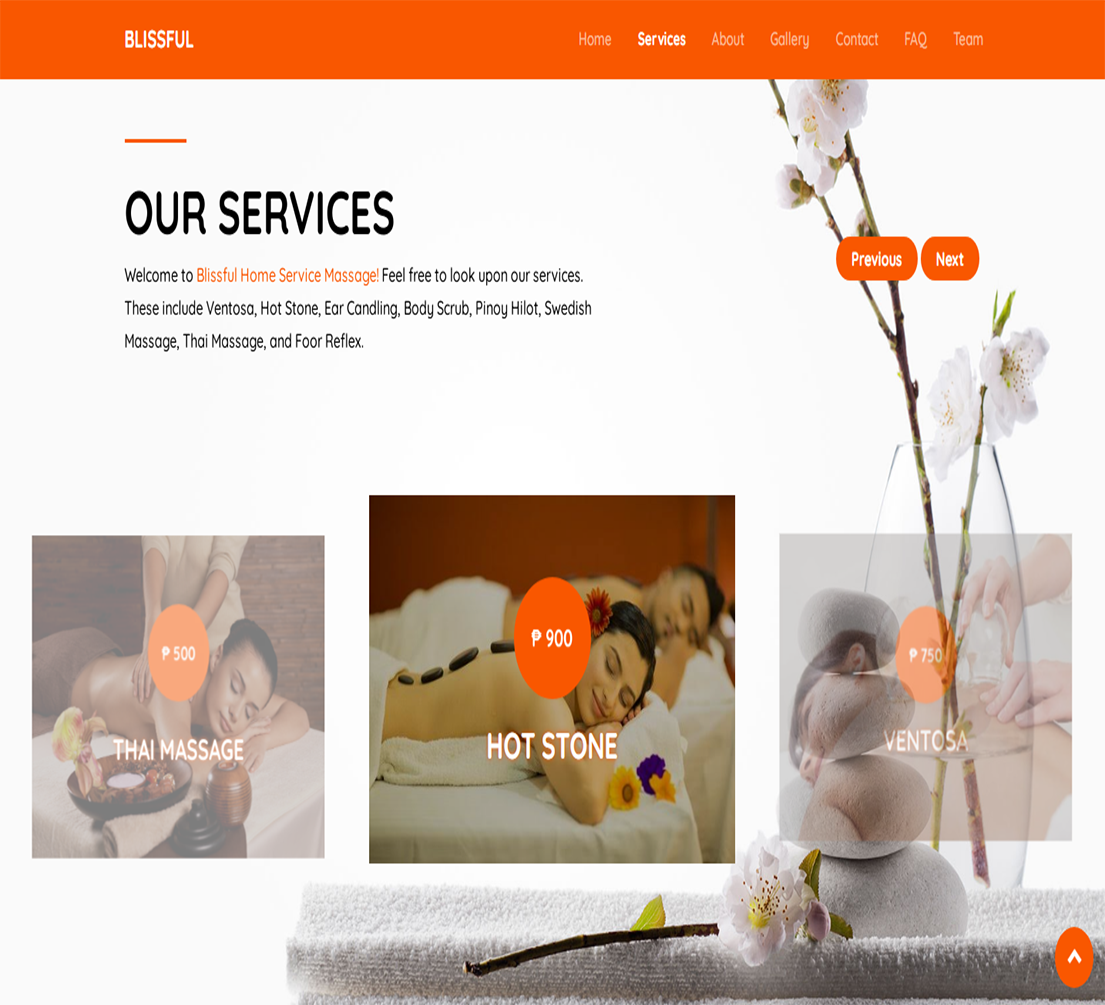 BLISSFUL
Home Services About Gallery Contact FAQ Team
OUR SERVICES
Welcome to Blissful Home Service Massage! Feel free to look upon our services.
These include Ventosa, Hot Stone, Ear Candling, Body Scrub, Pinoy Hilot, Swedish
Massage, Thai Massage, and Foor Reflex.
Previous Next
₱ 500
THAI MASSAGE
₱ 900
HOT STONE
₱ 750
VENTOSA